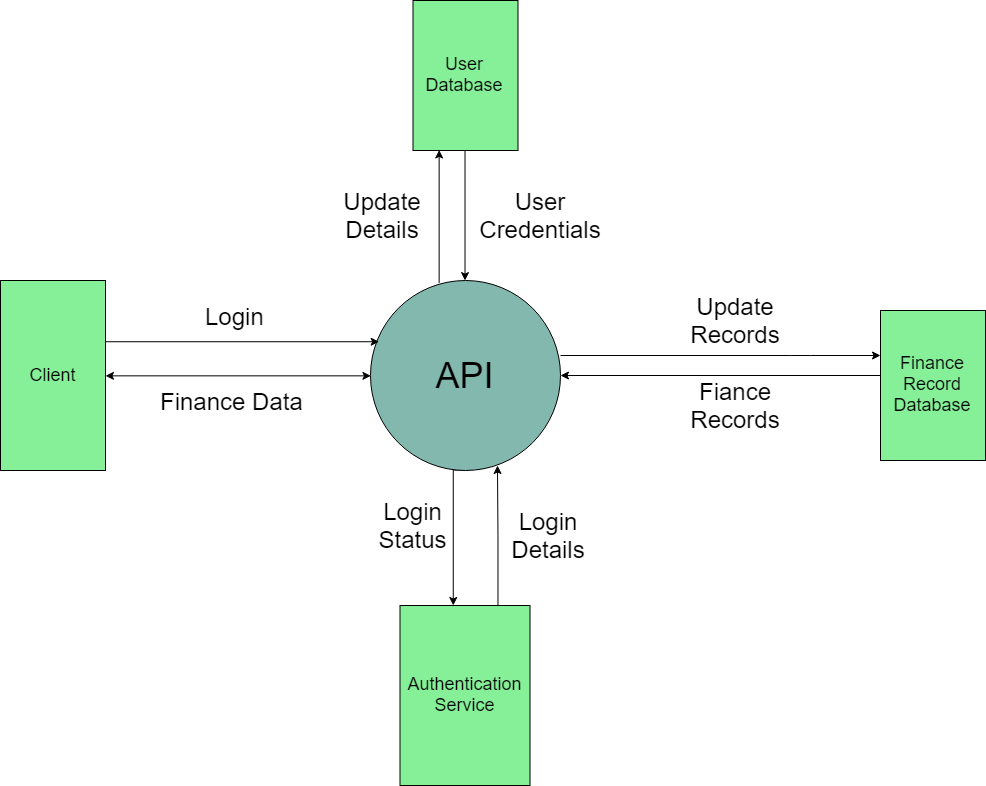 User
Database
Update
Details
User
Credentials
Login
Client
Finance Data
API
Update
Records
Fiance
Records
Finance
Record
Database
Login
Status
Login
Details
Authentication
Service